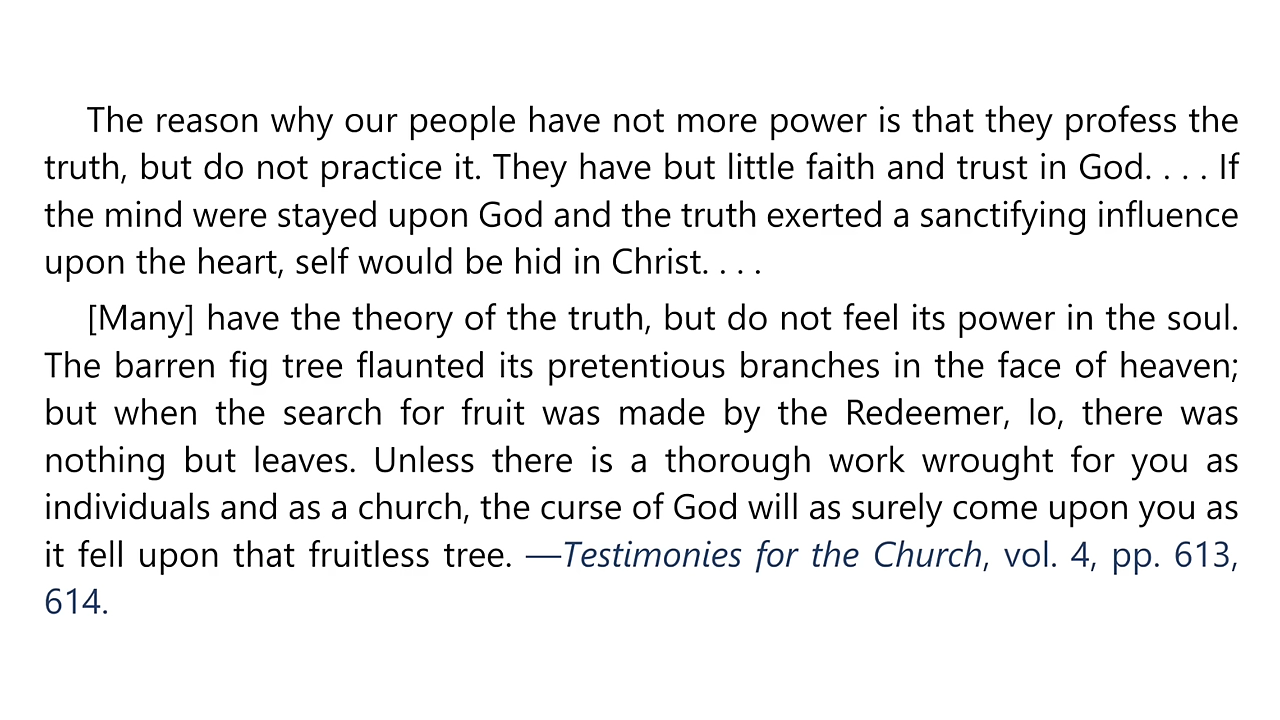 The reason why our people have not more power is that they profess the
truth, but do not practice it. They have but little faith and trust in God. . . . If
the mind were stayed upon God and the truth exerted a sanctifying influence
upon the heart, self would be hid in Christ. . . .
[Many] have the theory of the truth, but do not feel its power in the soul.
The barren fig tree flaunted its pretentious branches in the face of heaven;
but when the search for fruit was made by the Redeemer, lo, there was
nothing but leaves. Unless there is a thorough work wrought for you as
individuals and as a church, the curse of God will as surely come upon you as
it fell upon that fruitless tree. —Testimonies for the Church, vol. 4, pp. 613,
614.